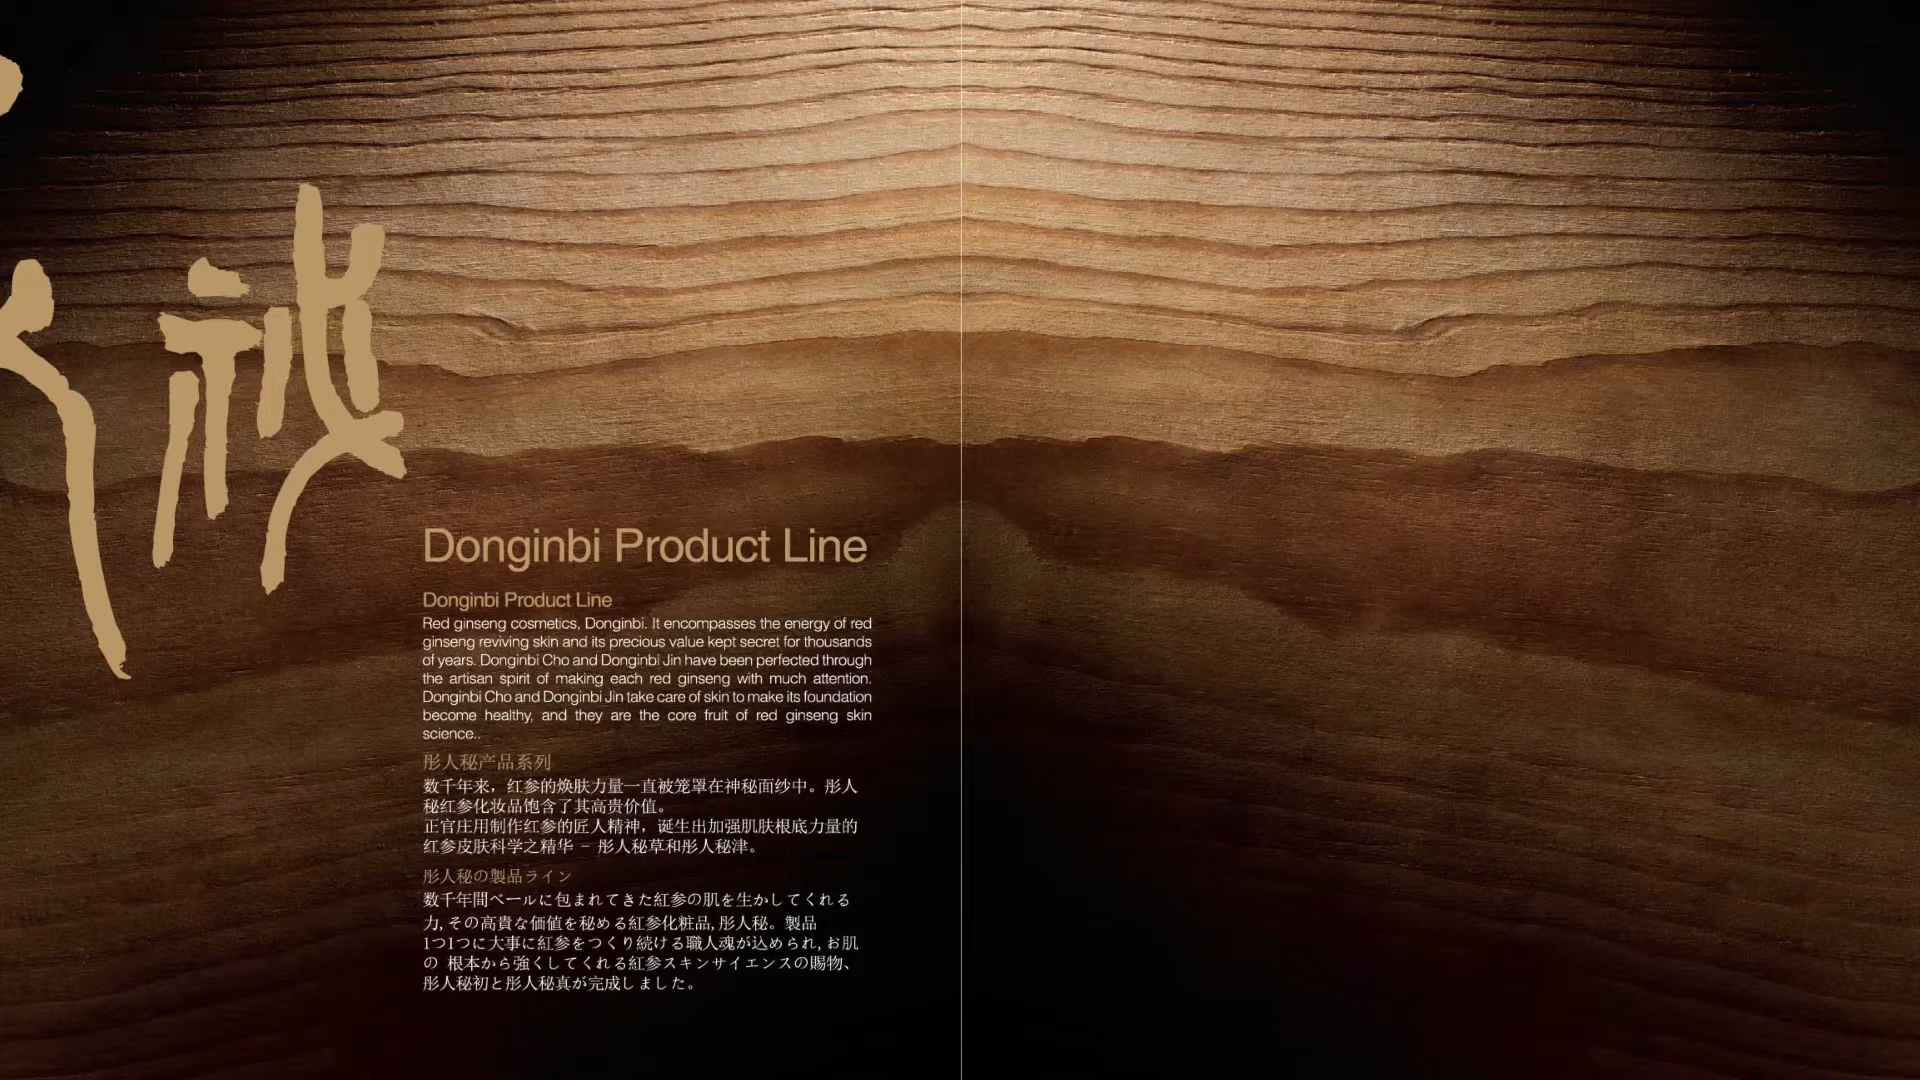 秘
Donginbi Product Line
Donginbi Product Line
Red ginseng cosmetics, Donginbi. It encompasses the energy of red
ginseng reviving skin and its precious value kept secret for thousands
of years. Donginbi Cho and Donginbi Jin have been perfected through
the artisan spirit of making each red ginseng with much attention.
Donginbi Cho and Donginbi Jin take care of skin to make its foundation
become healthy, and they are the core fruit of red ginseng skin
science..
彤人秘产品系列
数千年来，红参的焕肤力量一直被笼罩在神秘面纱中。彤人
秘红参化妆品饱含了其高贵价值。
正官庄用制作红参的匠人精神，诞生出加强肌肤根底力量的
红参皮肤科学之精华 - 彤人秘草和彤人秘津。
彤人秘の製品ライン
数千年間ベールに包まれてきた紅参の肌を生かしてくれる
力,その高貴な価値を秘める紅参化粧品,彤人秘。製品
1つ1つに大事に紅参をつくり続ける職人魂が込められ,お肌
の 根本から強くしてくれる紅参スキンサイエンスの賜物、
彤人秘初と彤人秘真が完成しました。